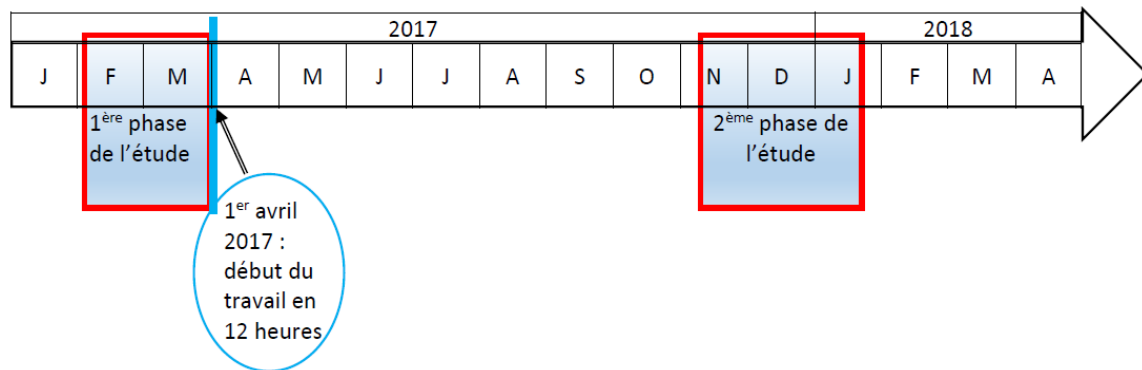 2017 2018
J F M A M J J A S O N D J F M A
1ère phase
de l'étude
2ème phase de
l'étude
1er avril
2017 :
début du
travail en
12 heures